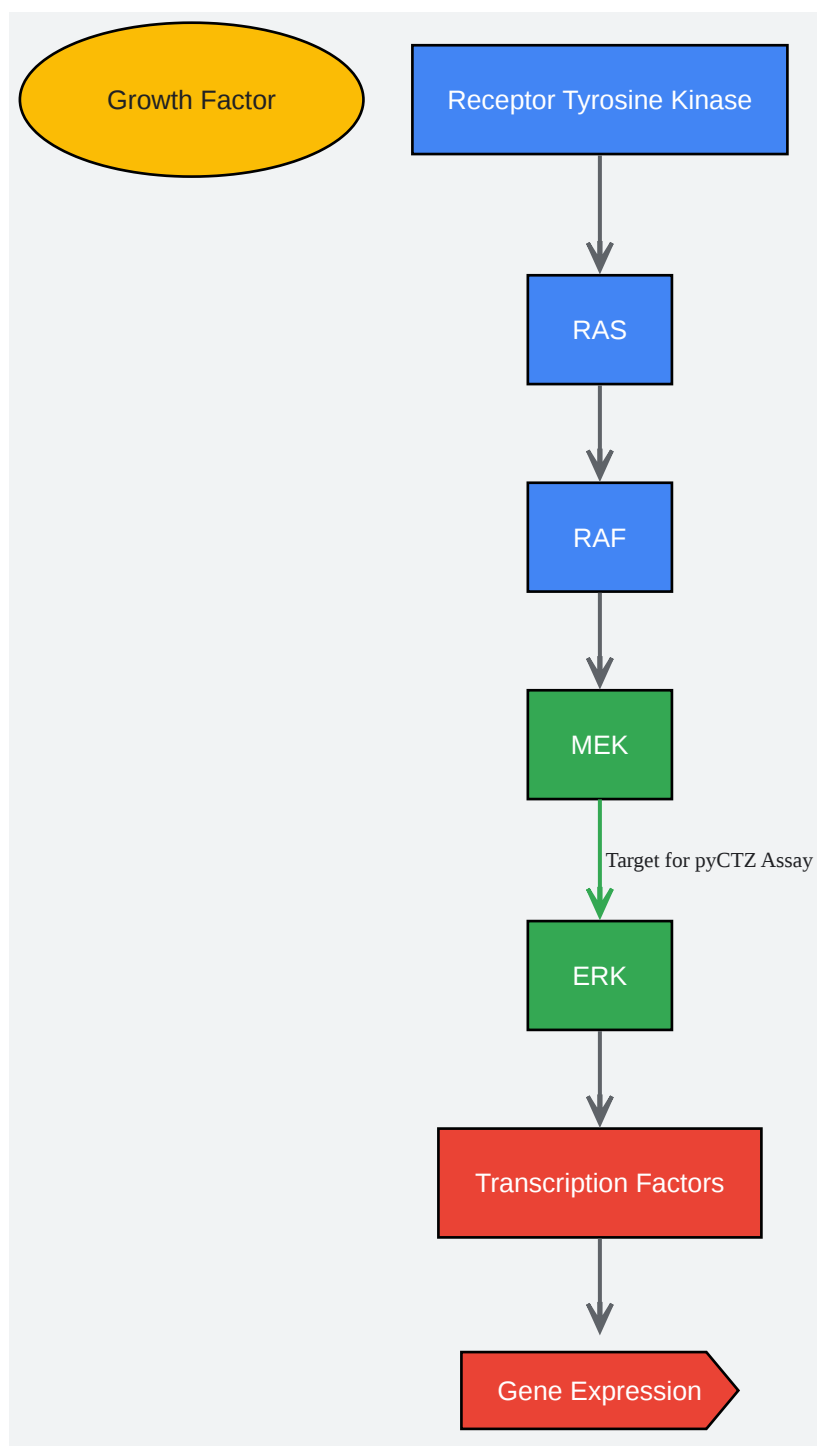 Growth Factor
Receptor Tyrosine Kinase
RAS
RAF
MEK
Target for pyCTZ Assay
ERK
Transcription Factors
Gene Expression